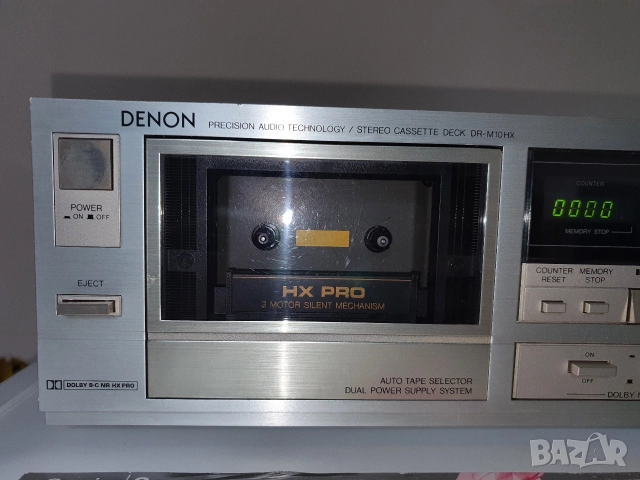 DENON PRECISION AUDIO TECHNOLOGY / STEREO CASSETTE DECK DR-M10HX
POWER
ON OFF
EJECT
DOLBY B·C NR HX PRO
HX PRO
2 MOTOR SILENT MECHANISM
AUTO TAPE SELECTOR
DUAL POWER SUPPLY SYSTEM
COUNTER
0000
MEMORY STOP
COUNTER RESET
MEMORY STOP
ON
OFF
DOLBY
BAZAR